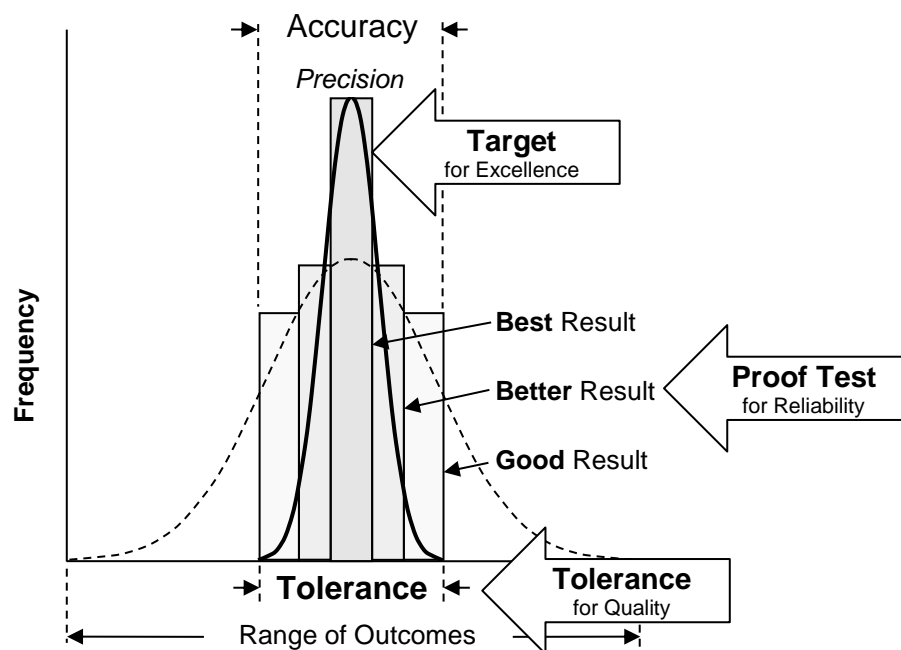 Accuracy
Precision
Target
for Excellence
Frequency
Best Result
Better Result
Good Result
Proof Test
for Reliability
Tolerance
Tolerance
for Quality
Range of Outcomes